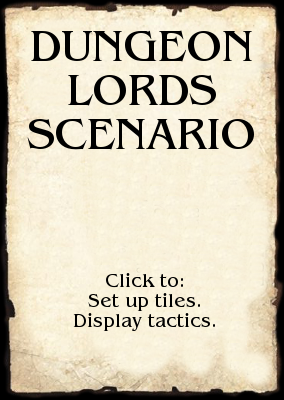 DUNGEON
LORDS
SCENARIO
Click to:
Set up tiles.
Display tactics.